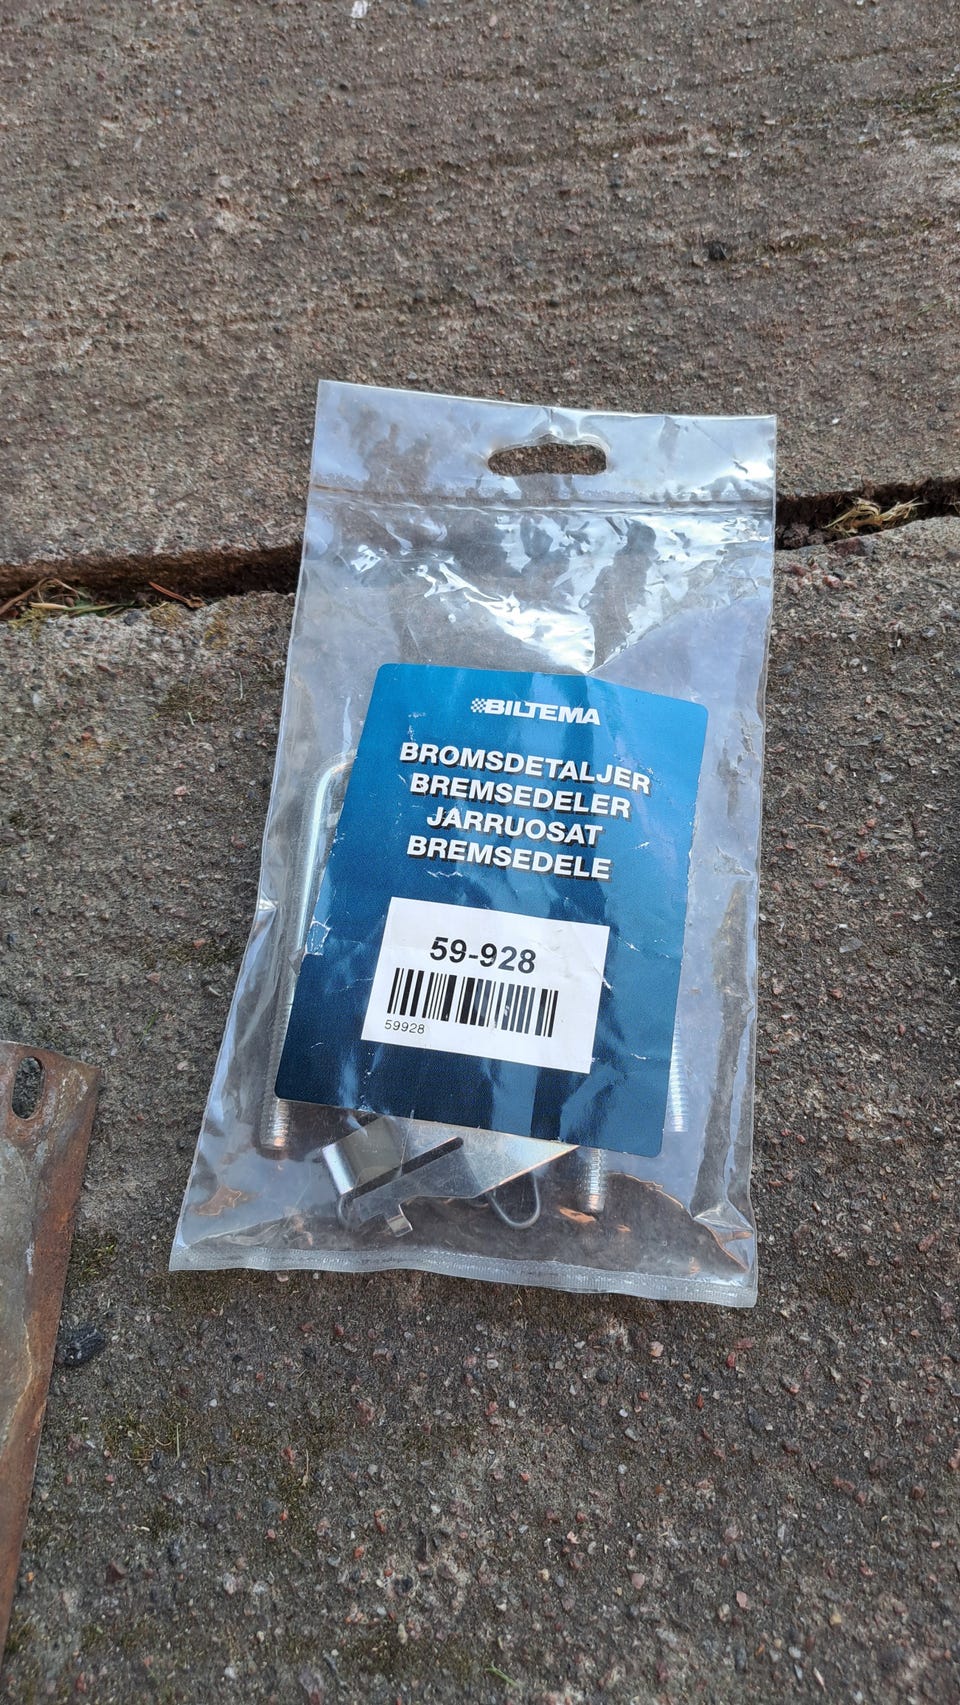 BILTEMA
BROMSDETALJER
BREMSEDELER
JARRUOSAT
BREMSEDELE
59-928
59928